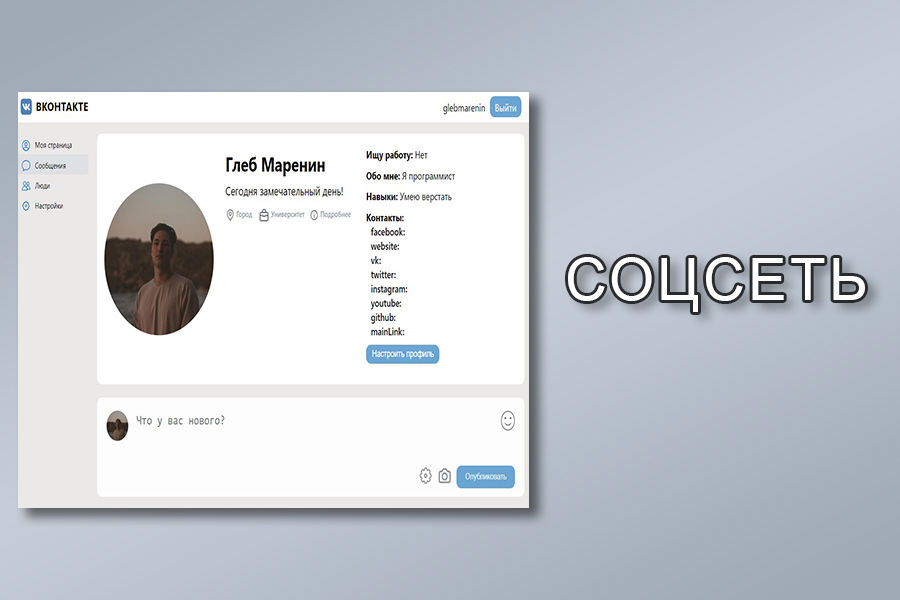 ВКОНТАКТЕ
glebmarenin Выйти
Моя страница
Сообщения
Люди
Настройки
Глеб Маренин
Сегодня замечательный день!
Город Университет Подробнее
Ищу работу: Нет
Обо мне: Я программист
Навыки: Умею верстать
Контакты:
facebook:
website:
vk:
twitter:
instagram:
youtube:
github:
mainLink:
Настроить профиль
Что у вас нового?
Опубликовать
СОЦСЕТЬ